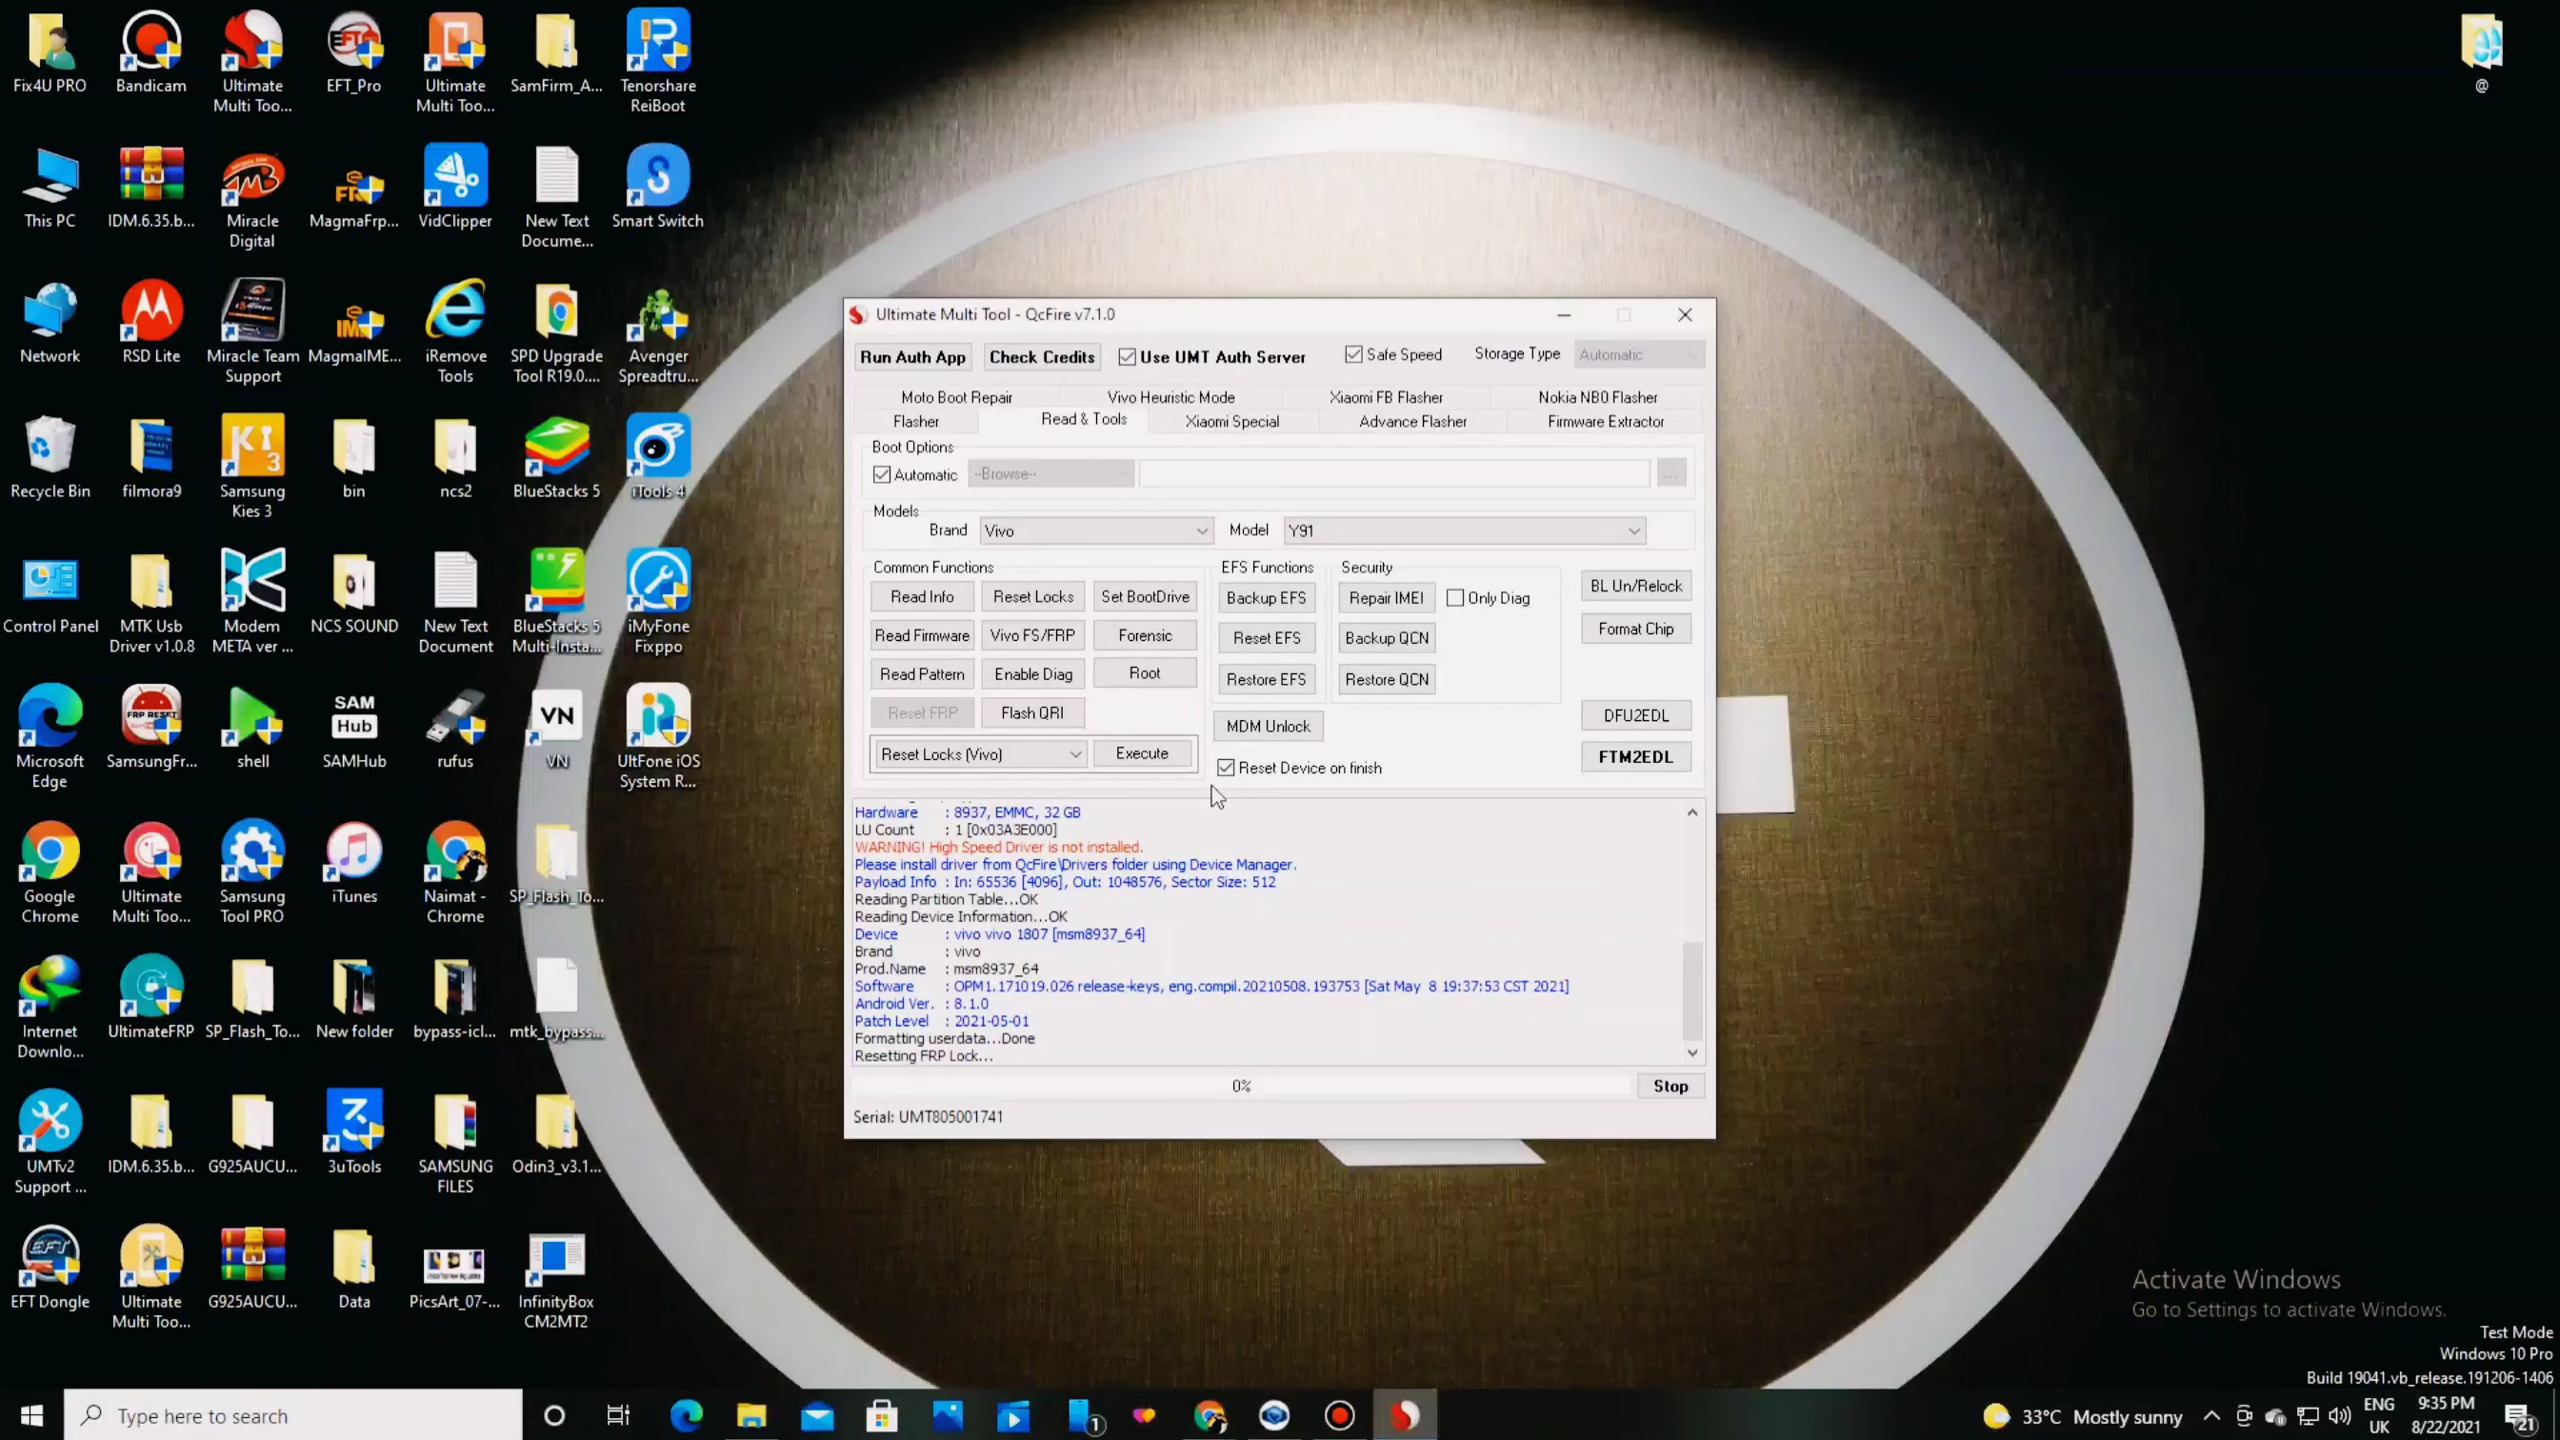 Fix4U PRO
Bandicam
Ultimate
Multi Too...
EFT_Pro
Ultimate
Multi Too...
SamFirm_A...
Tenorshare
ReiBoot
@
This PC
IDM.6.35.b...
Miracle
Digital
MagmaFrp...
VidClipper
New Text
Docume...
Smart Switch
Network
RSD Lite
Miracle Team
Support
MagmaIME...
iRemove
Tools
SPD Upgrade
Tool R19.0....
Avenger
Spreadtru...
Recycle Bin
filmora9
Samsung
Kies 3
bin
ncs2
BlueStacks 5
iTools 4
Control Panel
MTK Usb
Driver v1.0.8
Modem
META ver ...
NCS SOUND
New Text
Document
BlueStacks 5
Multi-Insta...
iMyFone
Fixppo
Microsoft
Edge
SamsungFr...
shell
SAM
Hub
SAMHub
rufus
VN
VN
UltFone iOS
System R...
Google
Chrome
Ultimate
Multi Too...
Samsung
Tool PRO
iTunes
Naimat -
Chrome
SP_Flash_To...
Internet
Downlo...
UltimateFRP
SP_Flash_To...
New folder
bypass-icl...
mtk_bypass...
UMTv2
Support ...
IDM.6.35.b...
G925AUCU...
3uTools
SAMSUNG
FILES
Odin3_v3.1...
EFT Dongle
Ultimate
Multi Too...
G925AUCU...
Data
PicsArt_07-...
InfinityBox
CM2MT2
Ultimate Multi Tool - QcFire v7.1.0
Run Auth App
Check Credits
Use UMT Auth Server
Safe Speed
Storage Type
Automatic
Moto Boot Repair
Vivo Heuristic Mode
Xiaomi FB Flasher
Nokia NB0 Flasher
Flasher
Read & Tools
Xiaomi Special
Advance Flasher
Firmware Extractor
Boot Options
Automatic
--Browse--
...
Models
Brand
Vivo
Model
Y91
Common Functions
EFS Functions
Security
Read Info
Reset Locks
Set BootDrive
Backup EFS
Repair IMEI
Only Diag
BL Un/Relock
Read Firmware
Vivo FS/FRP
Forensic
Reset EFS
Backup QCN
Format Chip
Read Pattern
Enable Diag
Root
Restore EFS
Restore QCN
Reset FRP
Flash QRI
MDM Unlock
DFU2EDL
Reset Locks (Vivo)
Execute
Reset Device on finish
FTM2EDL
Hardware : 8937, EMMC, 32 GB
LU Count : 1 [0x03A3E000]
WARNING! High Speed Driver is not installed.
Please install driver from QcFire\Drivers folder using Device Manager.
Payload Info : In: 65536 [4096], Out: 1048576, Sector Size: 512
Reading Partition Table...OK
Reading Device Information...OK
Device : vivo vivo 1807 [msm8937_64]
Brand : vivo
Prod.Name : msm8937_64
Software : OPM1.171019.026 release-keys, eng.compil.20210508.193753 [Sat May 8 19:37:53 CST 2021]
Android Ver. : 8.1.0
Patch Level : 2021-05-01
Formatting userdata...Done
Resetting FRP Lock...
0%
Stop
Serial: UMT805001741
Activate Windows
Go to Settings to activate Windows.
Test Mode
Windows 10 Pro
Build 19041.vb_release.191206-1406
Type here to search
1
33°C Mostly sunny
ENG
UK
9:35 PM
8/22/2021
21